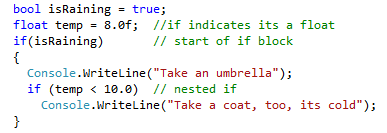 bool isRaining = true;
float temp = 8.0f;  //if indicates its a float
if(isRaining)       // start of if block
{
  Console.WriteLine("Take an umbrella");
  if (temp < 10.0)  // nested if
    Console.WriteLine("Take a coat, too, its cold");
}